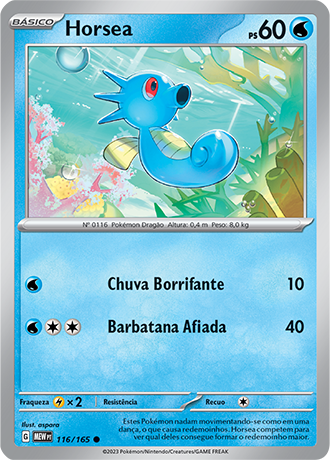 BÁSICO Horsea PS60
Nº 0116 Pokémon Dragão Altura: 0,4 m Peso: 8,0 kg
Chuva Borrifante 10
Barbatana Afiada 40
Fraqueza ×2 Resistência Recuo
Ilust. aspara
G MEW PT 116/165
Estes Pokémon nadam movimentando-se como em uma
dança, o que causa redemoinhos. Horsea competem para
ver qual deles consegue formar o redemoinho maior.
©2023 Pokémon/Nintendo/Creatures/GAME FREAK